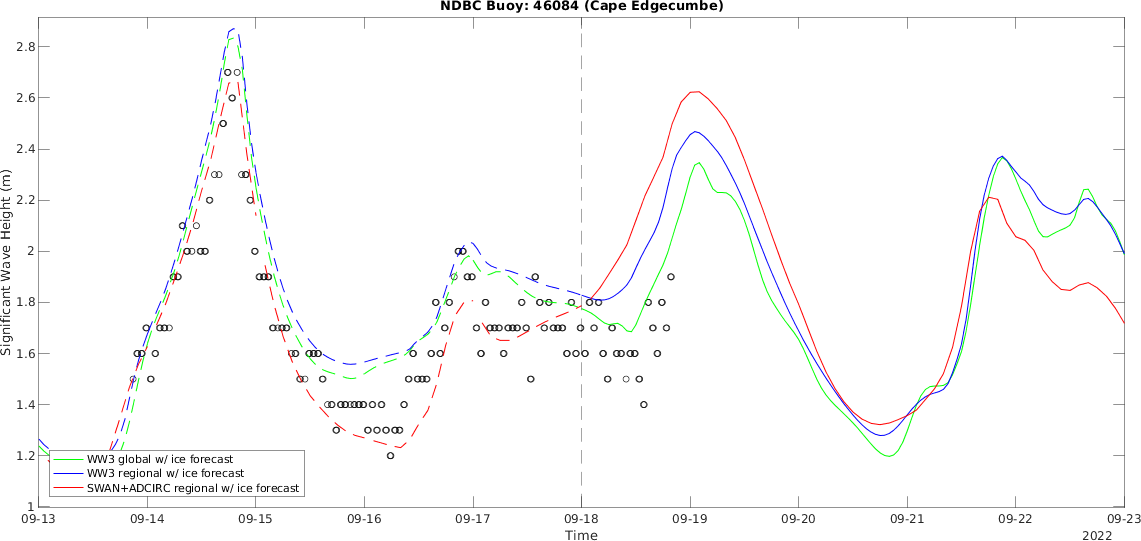 NDBC Buoy: 46084 (Cape Edgecumbe)
Significant Wave Height (m)
2.8
2.6
2.4
2.2
2
1.8
1.6
1.4
1.2
1
WW3 global w/ ice forecast
WW3 regional w/ ice forecast
SWAN+ADCIRC regional w/ ice forecast
09-13 09-14 09-15 09-16 09-17 09-18 09-19 09-20 09-21 09-22 09-23
Time
2022